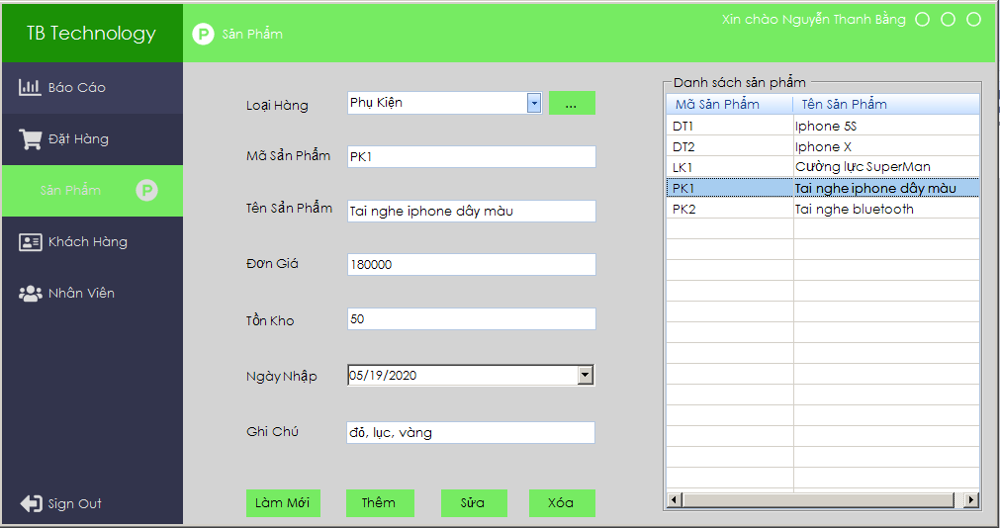 TB Technology
Sản Phẩm
Xin chào Nguyễn Thanh Bằng
Báo Cáo
Đặt Hàng
Sản Phẩm
Khách Hàng
Nhân Viên
Sign Out
Loại Hàng
Phụ Kiện
...
Mã Sản Phẩm
PK1
Tên Sản Phẩm
Tai nghe iphone dây màu
Đơn Giá
180000
Tồn Kho
50
Ngày Nhập
05/19/2020
Ghi Chú
đỏ, lục, vàng
Làm Mới
Thêm
Sửa
Xóa
Danh sách sản phẩm
Mã Sản Phẩm Tên Sản Phẩm
DT1 Iphone 5S
DT2 Iphone X
LK1 Cường lực SuperMan
PK1 Tai nghe iphone dây màu
PK2 Tai nghe bluetooth